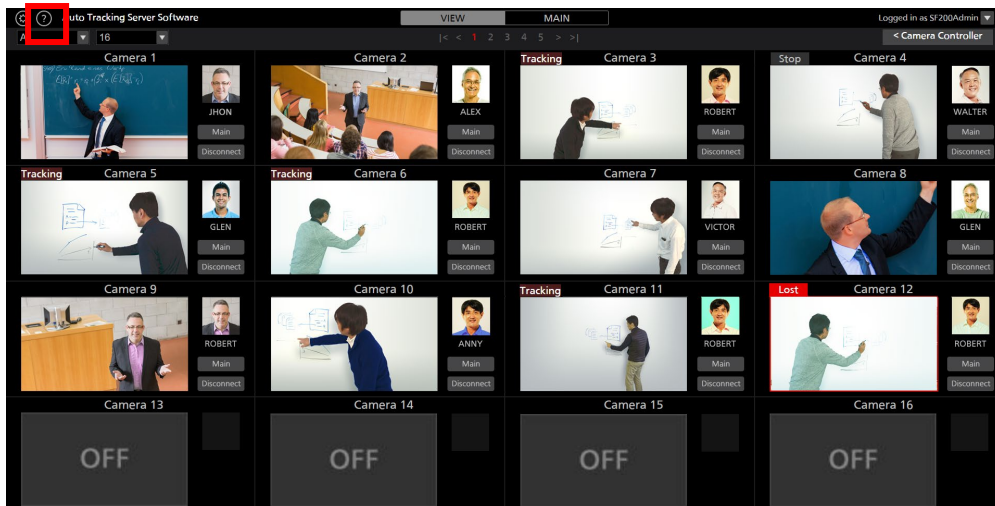 ? Auto Tracking Server Software VIEW MAIN Logged in as SF200Admin ▼
A ▼ 16 ▼ |< < 1 2 3 4 5 > >| < Camera Controller
Camera 1 Camera 2 Tracking Camera 3 Stop Camera 4
JHON ALEX ROBERT WALTER
Main Main Main Main
Disconnect Disconnect Disconnect Disconnect
Tracking Camera 5 Tracking Camera 6 Camera 7 Camera 8
GLEN ROBERT VICTOR GLEN
Main Main Main Main
Disconnect Disconnect Disconnect Disconnect
Camera 9 Camera 10 Tracking Camera 11 Lost Camera 12
ROBERT ANNY ROBERT ROBERT
Main Main Main Main
Disconnect Disconnect Disconnect Disconnect
Camera 13 Camera 14 Camera 15 Camera 16
OFF OFF OFF OFF